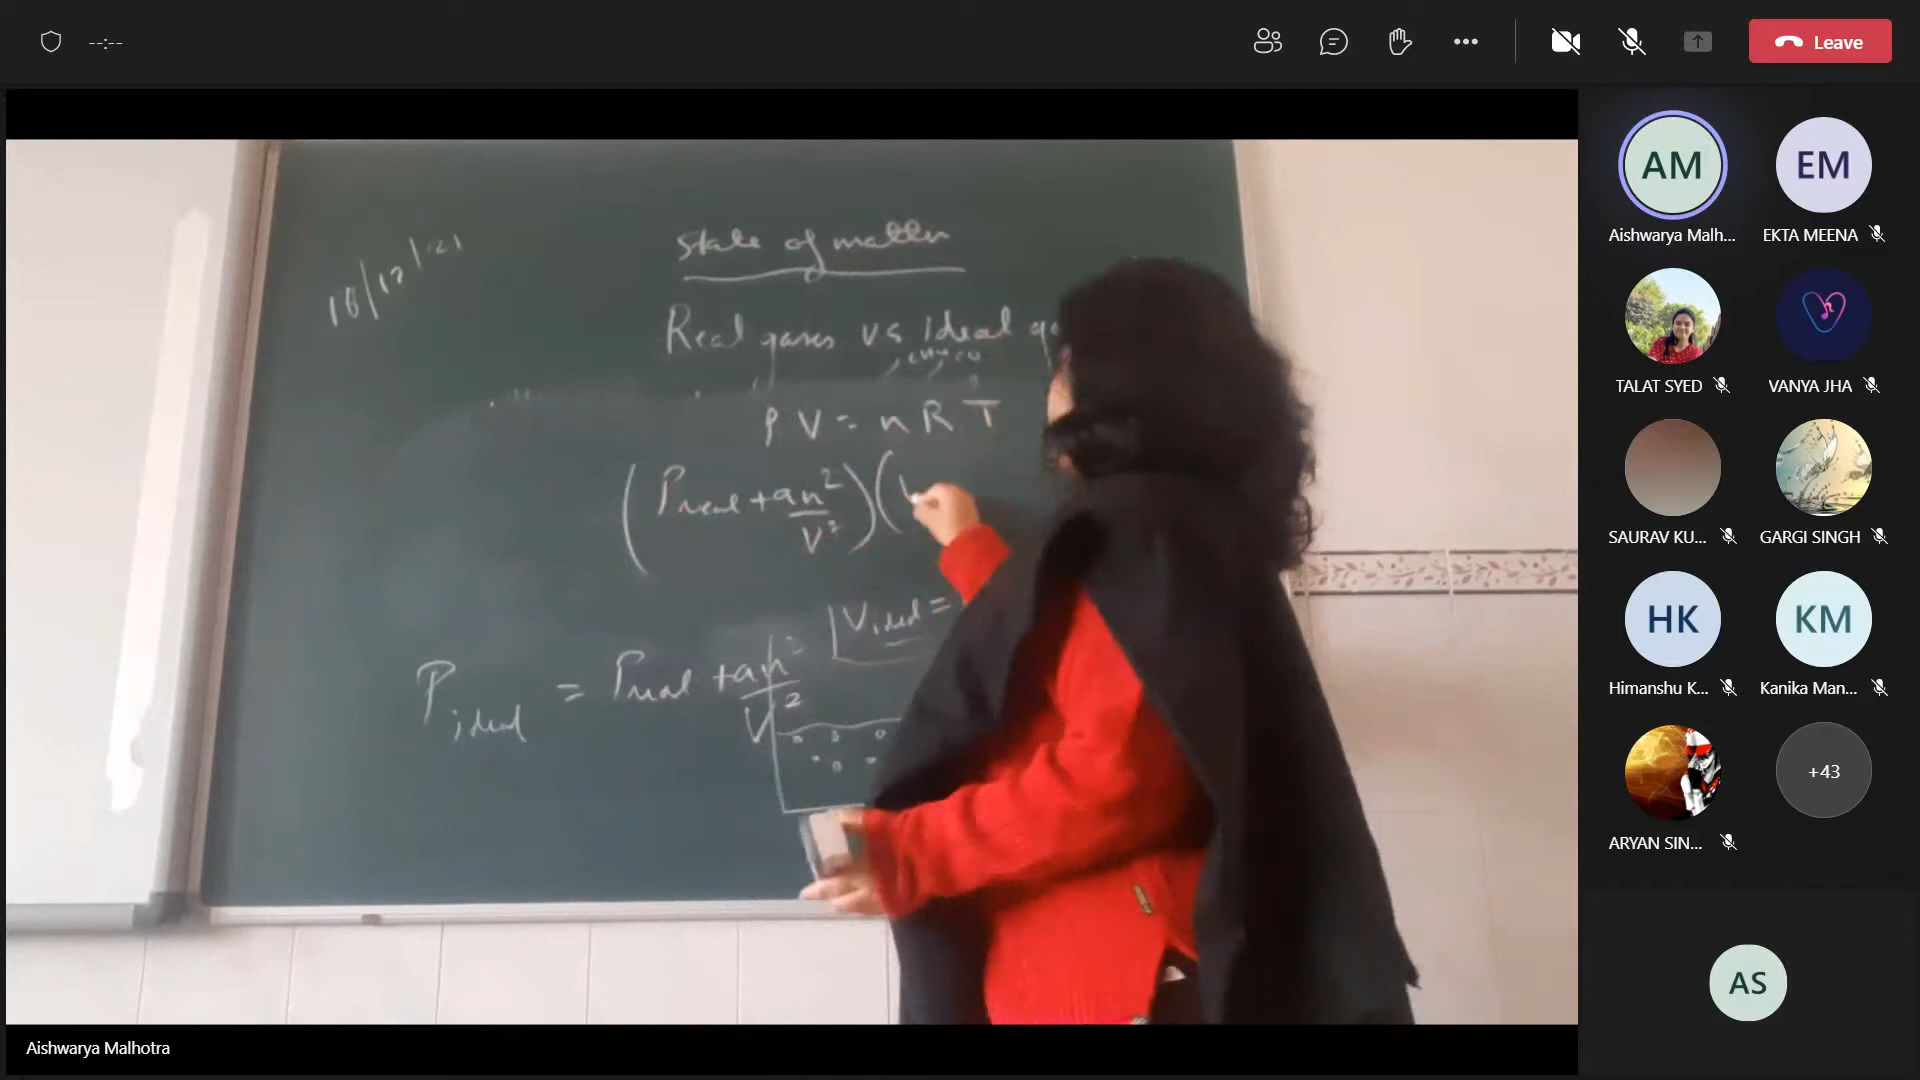 --:--
Leave
State of matter
18/12/21
Real gases vs ideal ga
PV = nRT
(Preal + an²/V²)(V
Videal =
Pideal = Preal + an²/V²
AM
EM
Aishwarya Malh...
EKTA MEENA
TALAT SYED
VANYA JHA
SAURAV KU...
GARGI SINGH
HK
KM
Himanshu K...
Kanika Man...
+43
ARYAN SIN...
AS
Aishwarya Malhotra